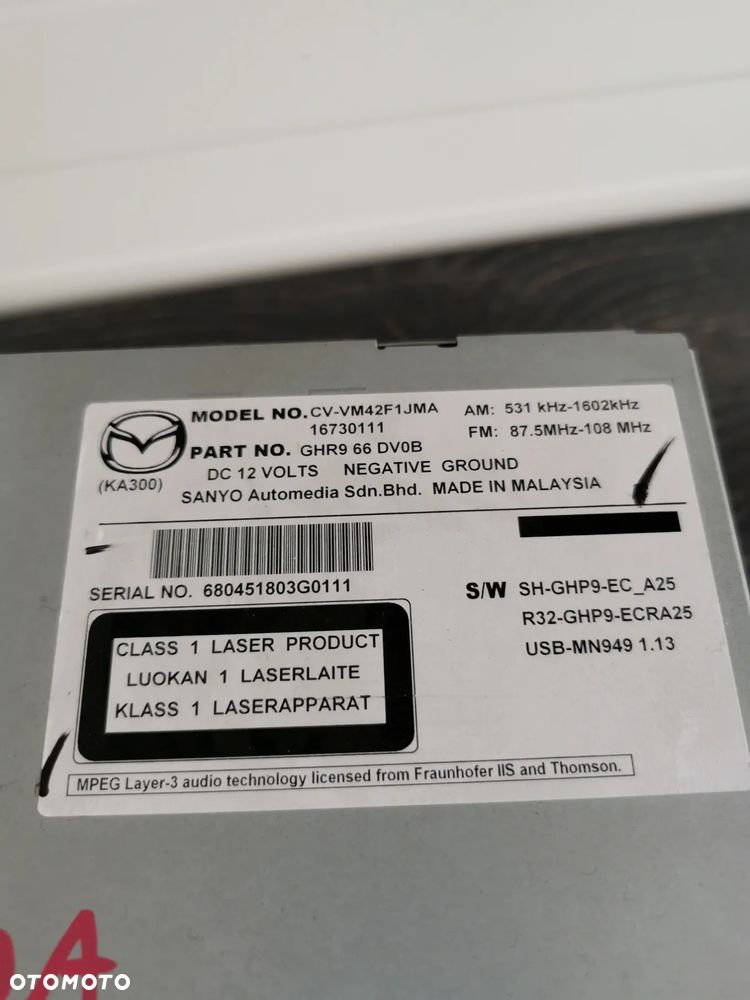 MODEL NO. CV-VM42F1JMA
16730111
PART NO. GHR9 66 DV0B
DC 12 VOLTS NEGATIVE GROUND
(KA300)
SANYO Automedia Sdn.Bhd. MADE IN MALAYSIA
AM: 531 kHz-1602kHz
FM: 87.5MHz-108 MHz
SERIAL NO. 680451803G0111
S/W SH-GHP9-EC_A25
R32-GHP9-ECRA25
USB-MN949 1.13
CLASS 1 LASER PRODUCT
LUOKAN 1 LASERLAITE
KLASS 1 LASERAPPARAT
MPEG Layer-3 audio technology licensed from Fraunhofer IIS and Thomson.
OTOMOTO